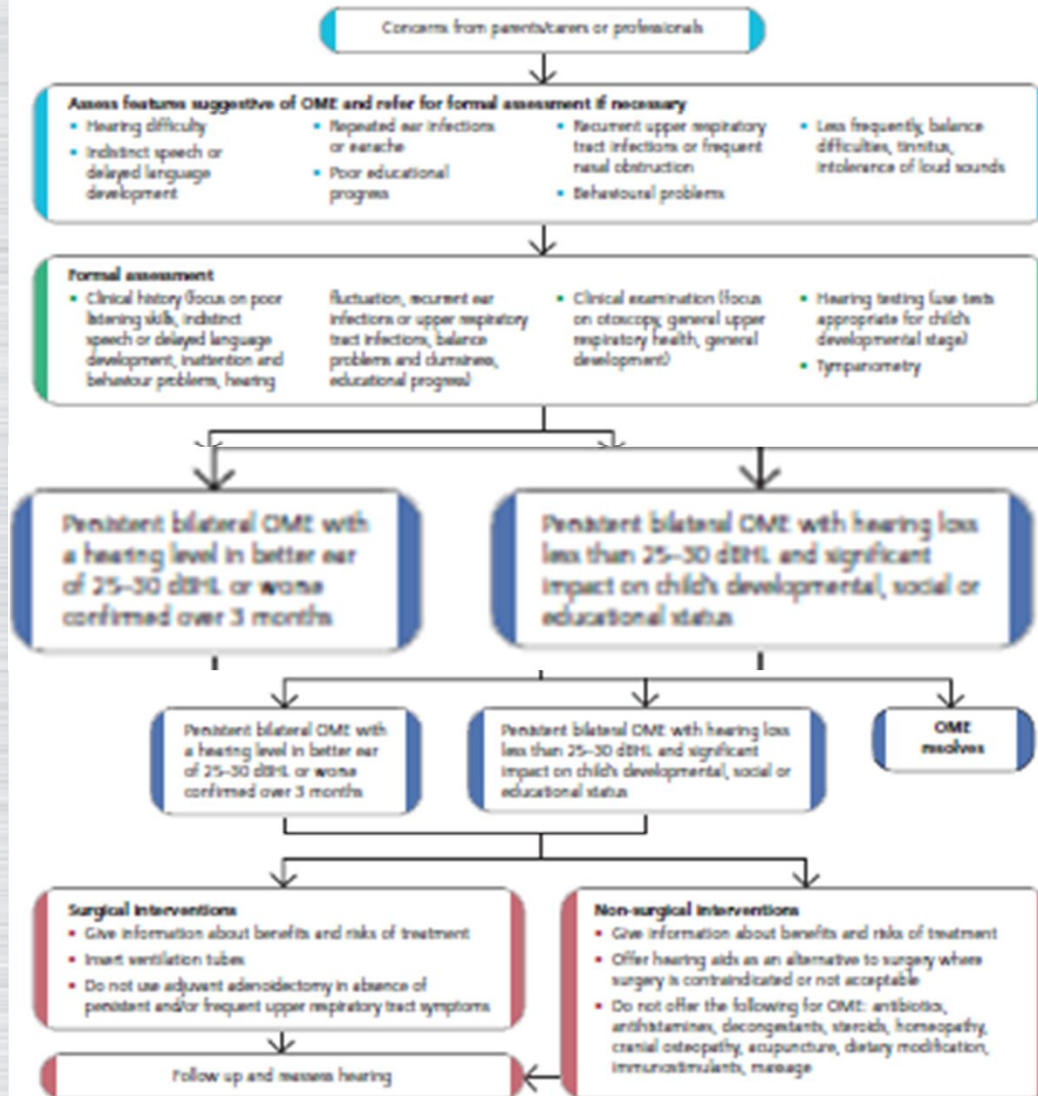 Concerns from parents/carers or professionals
Assess features suggestive of OME and refer for formal assessment if necessary
• Hearing difficulty
• Indistinct speech or
delayed language
development
• Repeated ear infections
or earache
• Poor educational
progress
• Recurrent upper respiratory
tract infections or frequent
nasal obstruction
• Behavioural problems
• Less frequently, balance
difficulties, tinnitus,
intolerance of loud sounds
Formal assessment
• Clinical history (focus on poor
listening skills, indistinct
speech or delayed language
development, inattention and
behaviour problems, hearing
fluctuation, recurrent ear
infections or upper respiratory
tract infections, balance
problems and clumsiness,
educational progress)
• Clinical examination (focus
on otoscopy, general upper
respiratory health, general
development)
• Hearing testing (use tests
appropriate for child's
developmental stage)
• Tympanometry
Persistent bilateral OME with
a hearing level in better ear
of 25–30 dBHL or worse
confirmed over 3 months
Persistent bilateral OME with hearing loss
less than 25–30 dBHL and significant
impact on child's developmental, social or
educational status
Persistent bilateral OME with
a hearing level in better ear
of 25–30 dBHL or worse
confirmed over 3 months
Persistent bilateral OME with hearing loss
less than 25–30 dBHL and significant
impact on child's developmental, social or
educational status
OME
resolves
Surgical interventions
• Give information about benefits and risks of treatment
• Insert ventilation tubes
• Do not use adjuvant adenoidectomy in absence of
persistent and/or frequent upper respiratory tract symptoms
Non-surgical interventions
• Give information about benefits and risks of treatment
• Offer hearing aids as an alternative to surgery where
surgery is contraindicated or not acceptable
• Do not offer the following for OME: antibiotics,
antihistamines, decongestants, steroids, homeopathy,
cranial osteopathy, acupuncture, dietary modification,
immunostimulants, massage
Follow up and reassess hearing